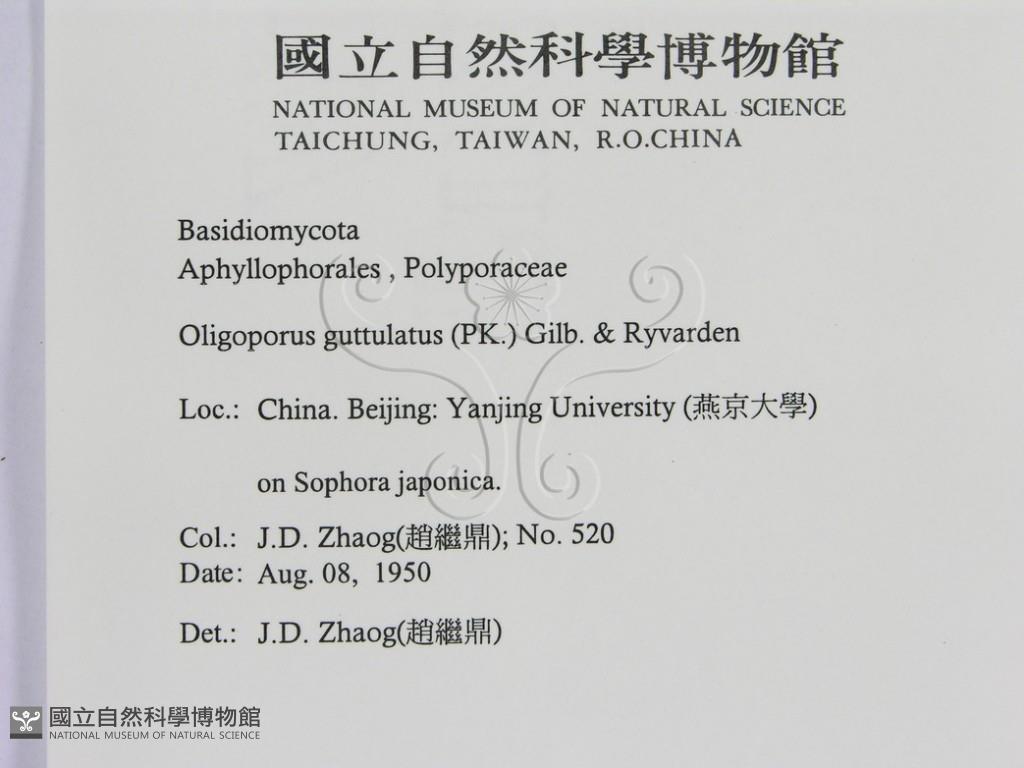 國立自然科學博物館
NATIONAL MUSEUM OF NATURAL SCIENCE
TAICHUNG, TAIWAN, R.O.CHINA
Basidiomycota
Aphyllophorales , Polyporaceae
Oligoporus guttulatus (PK.) Gilb. & Ryvarden
Loc.: China. Beijing: Yanjing University (燕京大學)
on Sophora japonica.
Col.: J.D. Zhaog(趙繼鼎); No. 520
Date: Aug. 08, 1950
Det.: J.D. Zhaog(趙繼鼎)
國立自然科學博物館
NATIONAL MUSEUM OF NATURAL SCIENCE